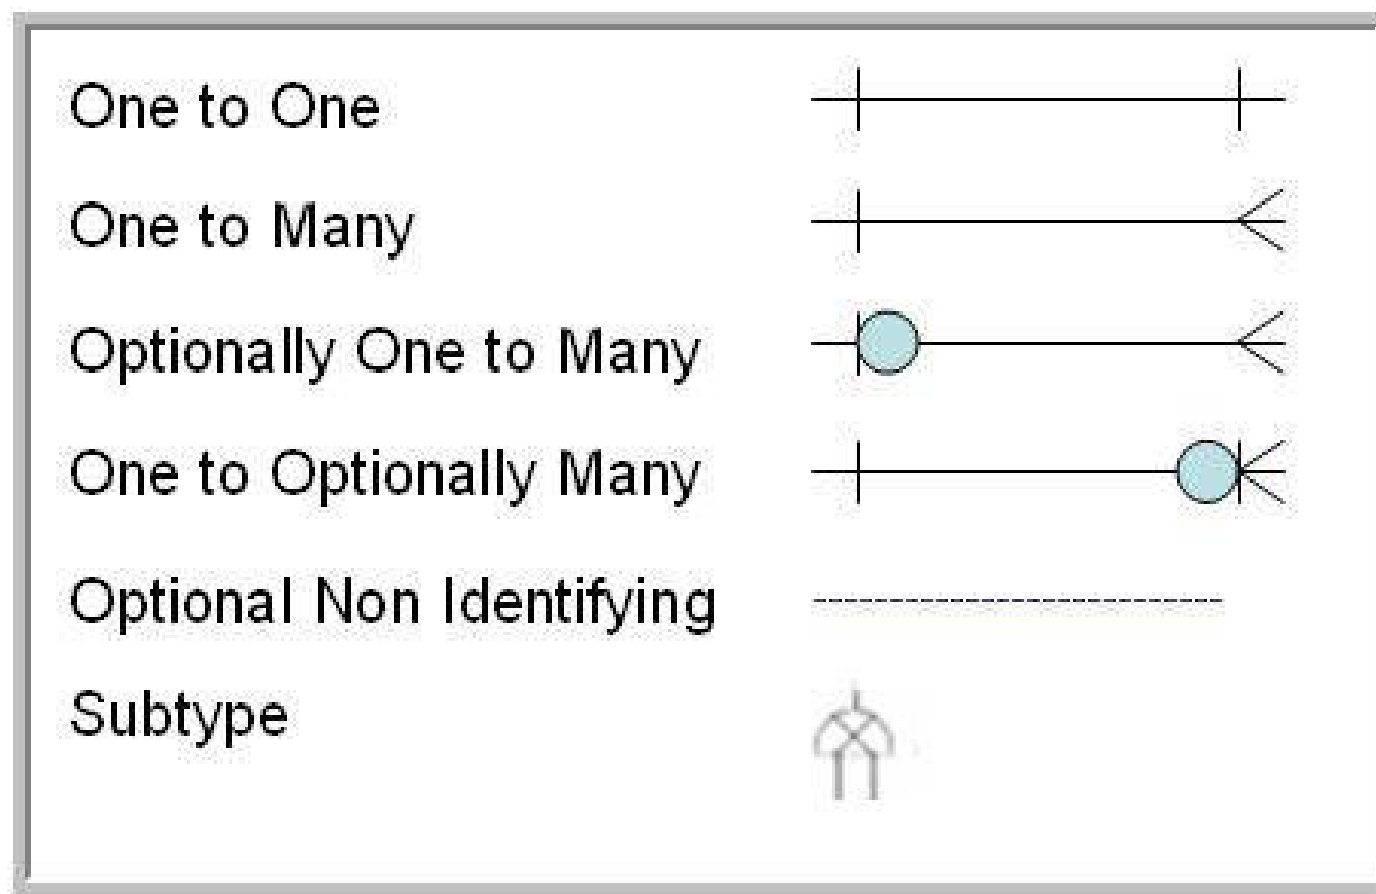 One to One
One to Many
Optionally One to Many
One to Optionally Many
Optional Non Identifying
Subtype